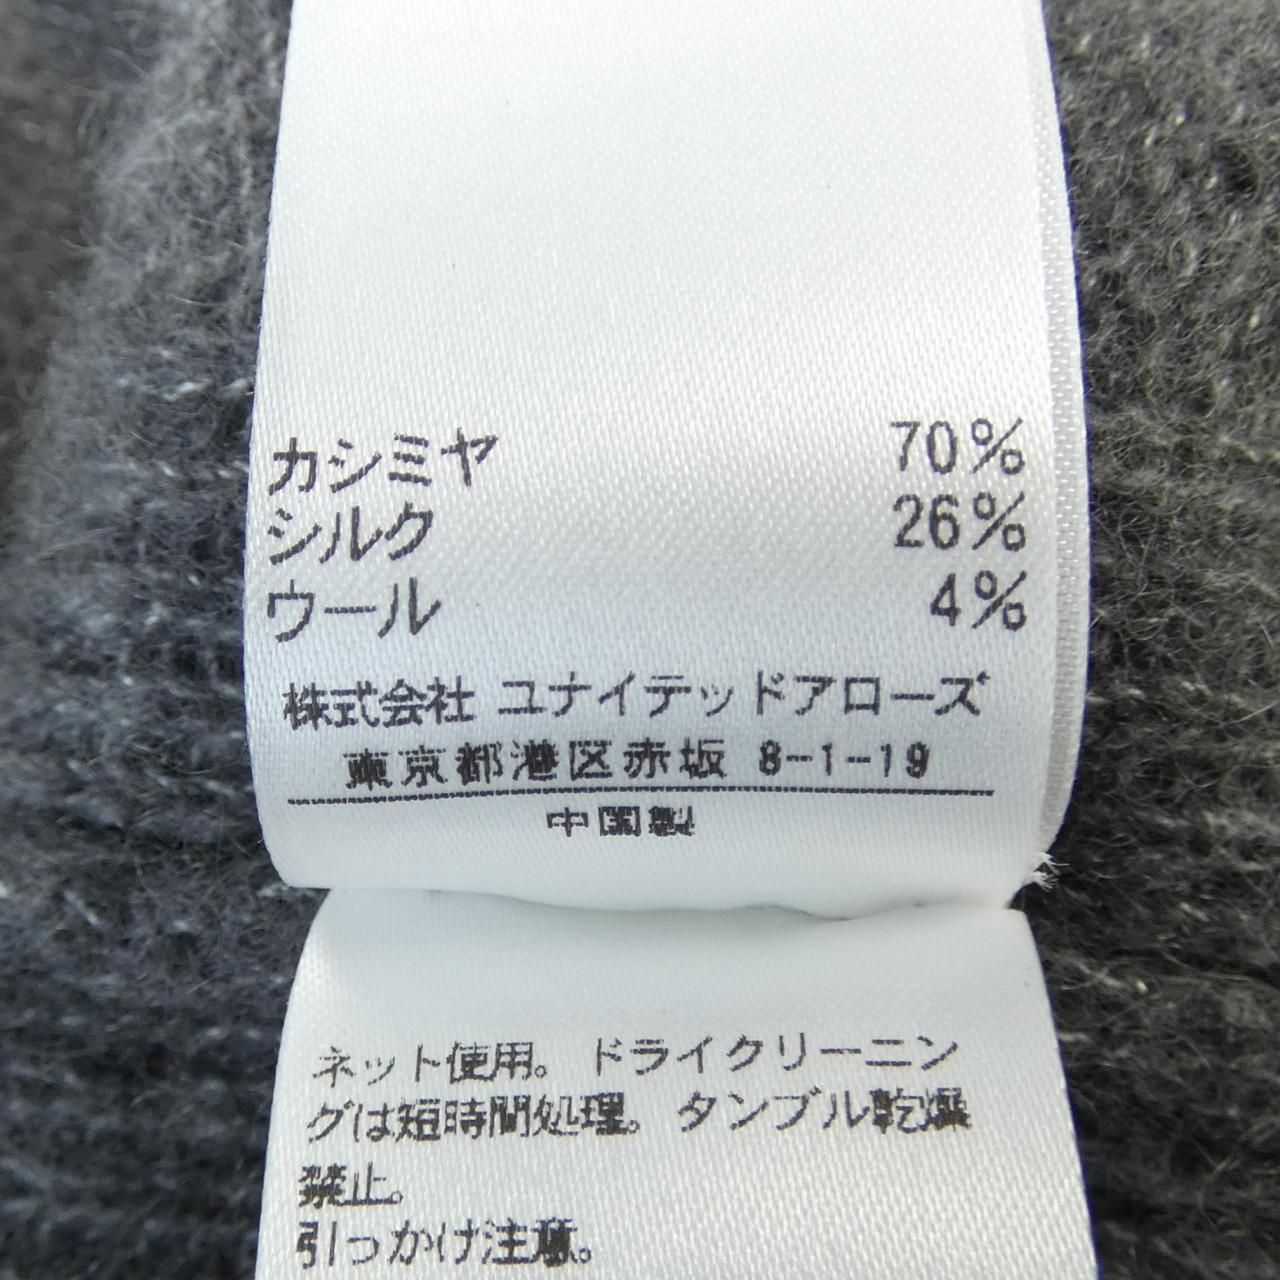 カシミヤ 70%
シルク 26%
ウール 4%
株式会社 ユナイテッドアローズ
東京都港区赤坂 8-1-19
中国製
ネット使用。ドライクリーニン
グは短時間処理。タンブル乾燥
禁止。
引っかけ注意。